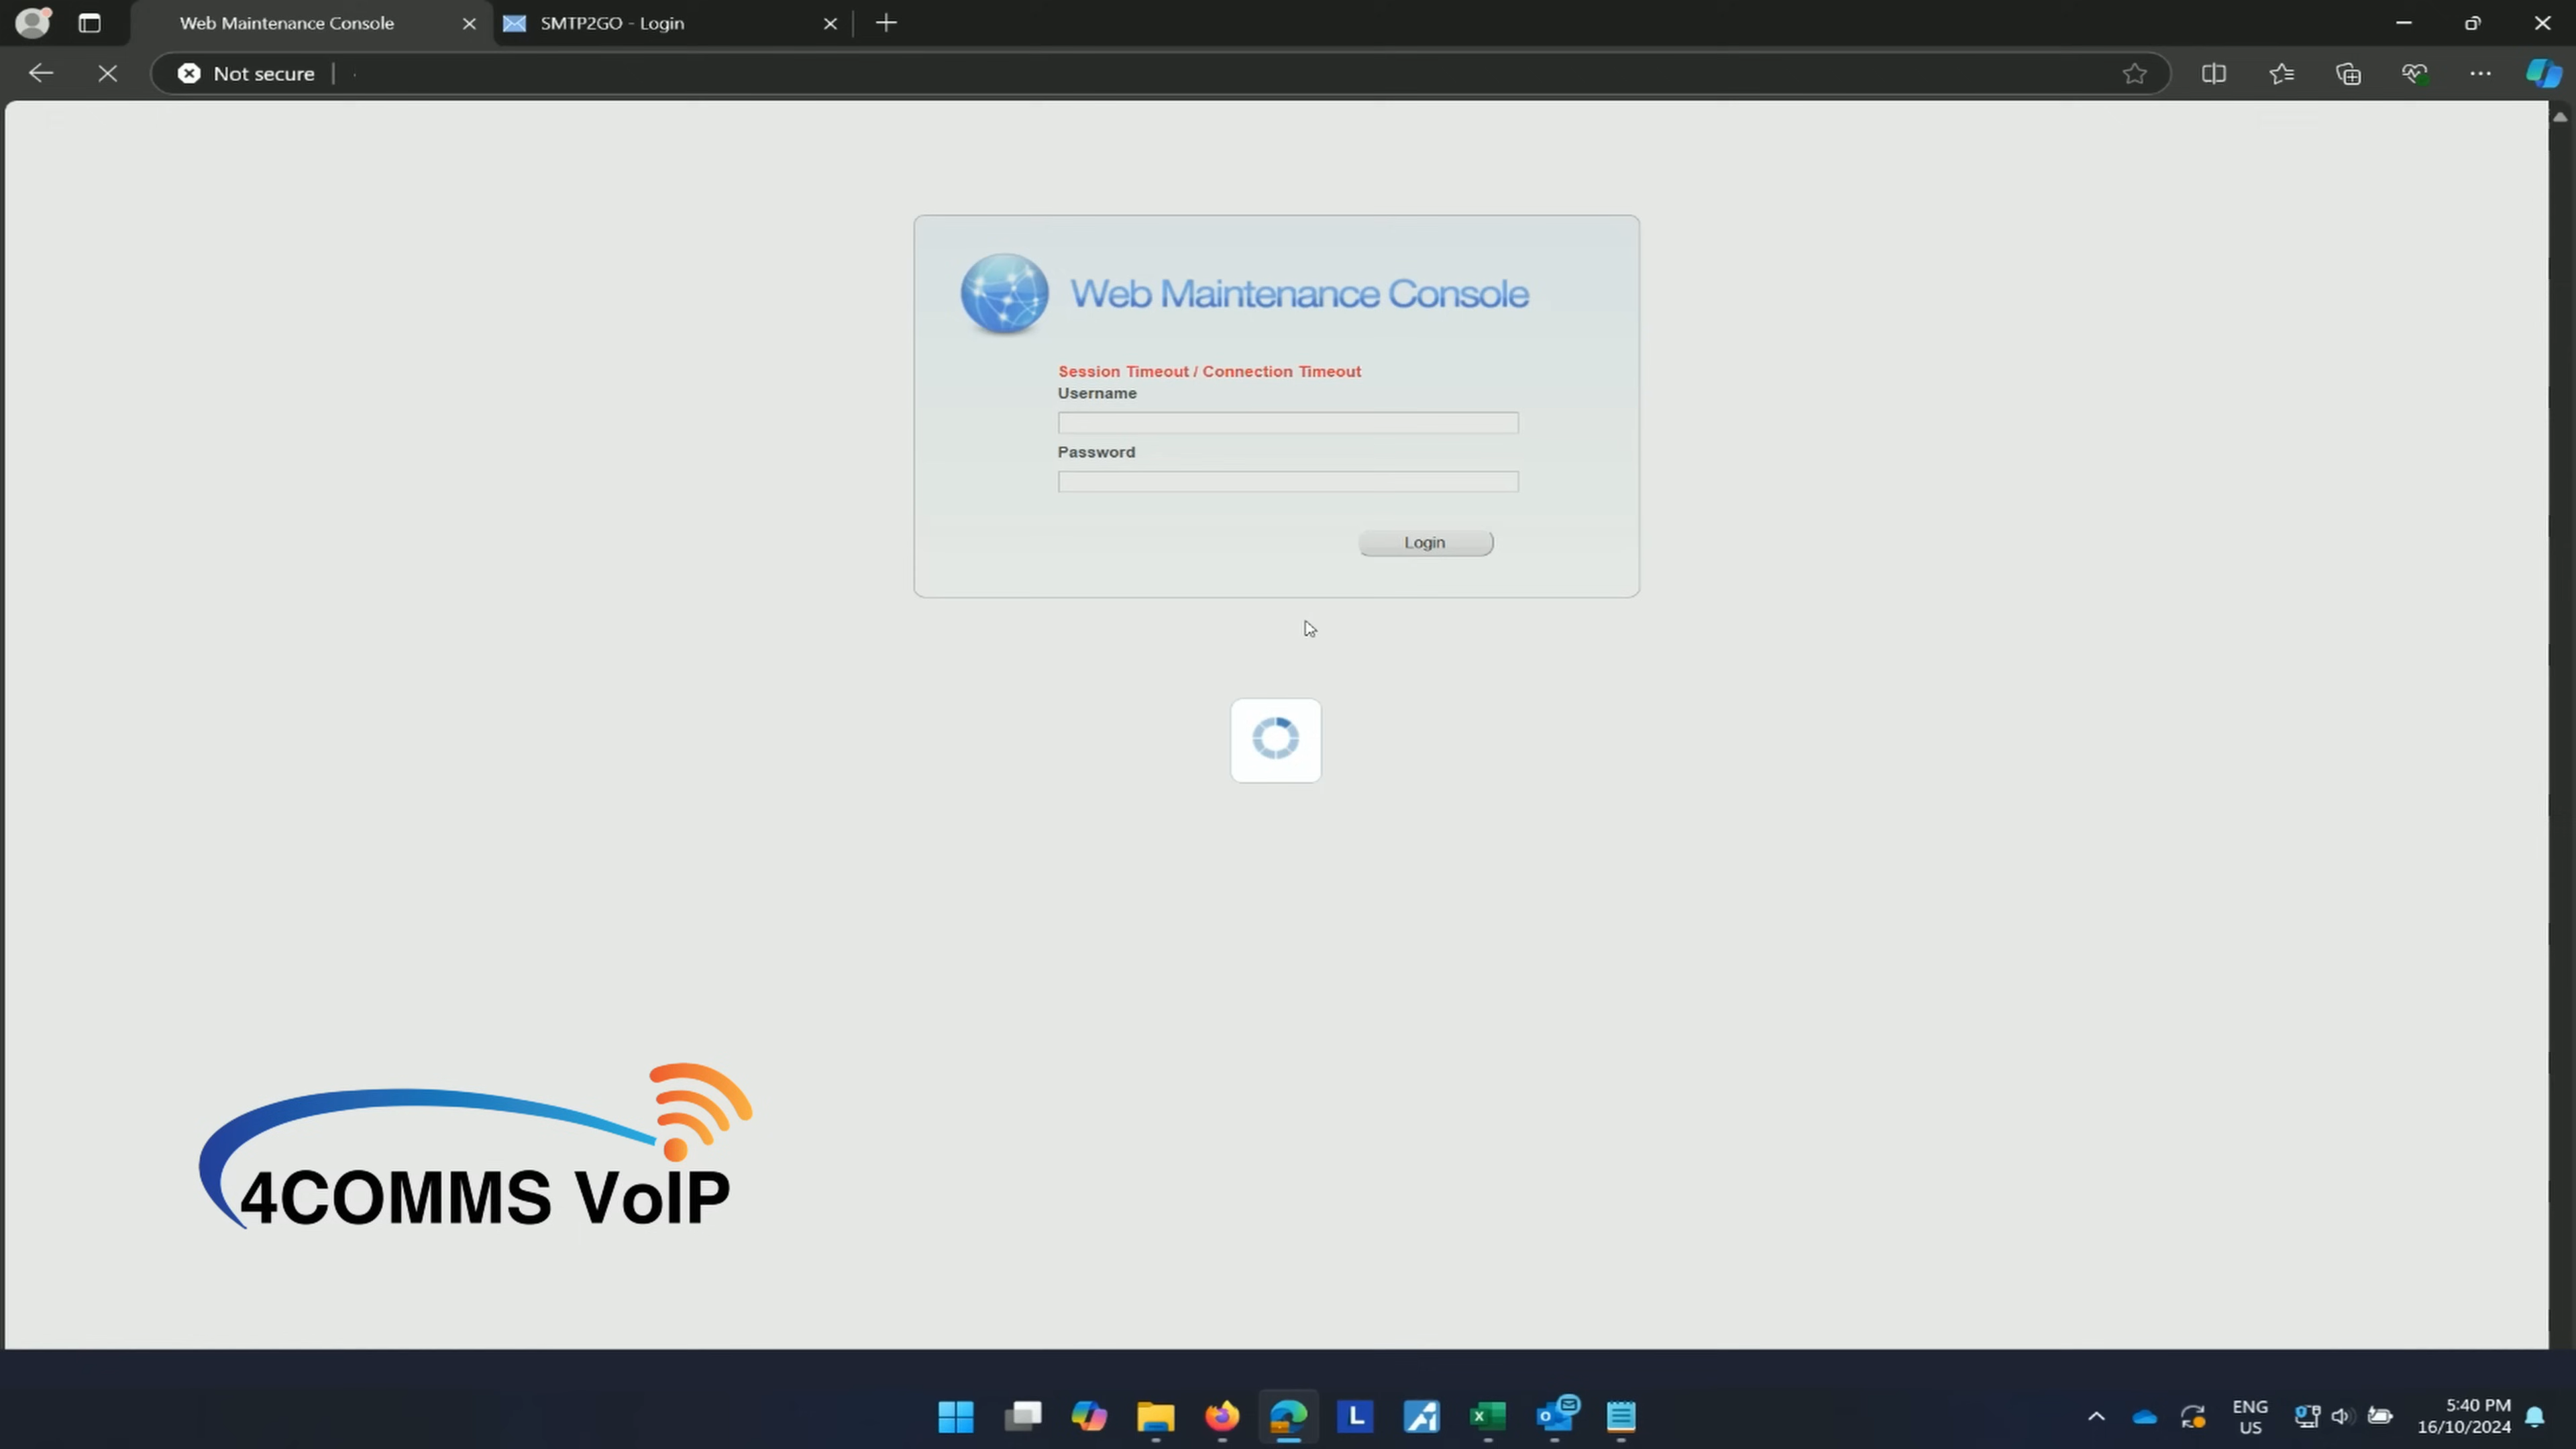 Web Maintenance Console
SMTP2GO - Login
Not secure
Web Maintenance Console
Session Timeout / Connection Timeout
Username
Password
Login
4COMMS VoIP
L
ENG
US
5:40 PM
16/10/2024